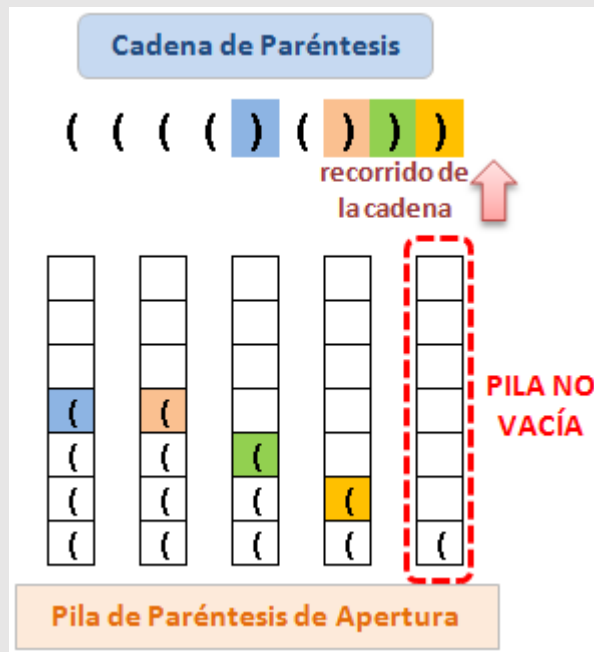 Cadena de Paréntesis
( ( ( ( ) ( ) ) )
recorrido de
la cadena
( (
( ( (
( ( ( (
( ( ( ( (
PILA NO
VACÍA
Pila de Paréntesis de Apertura